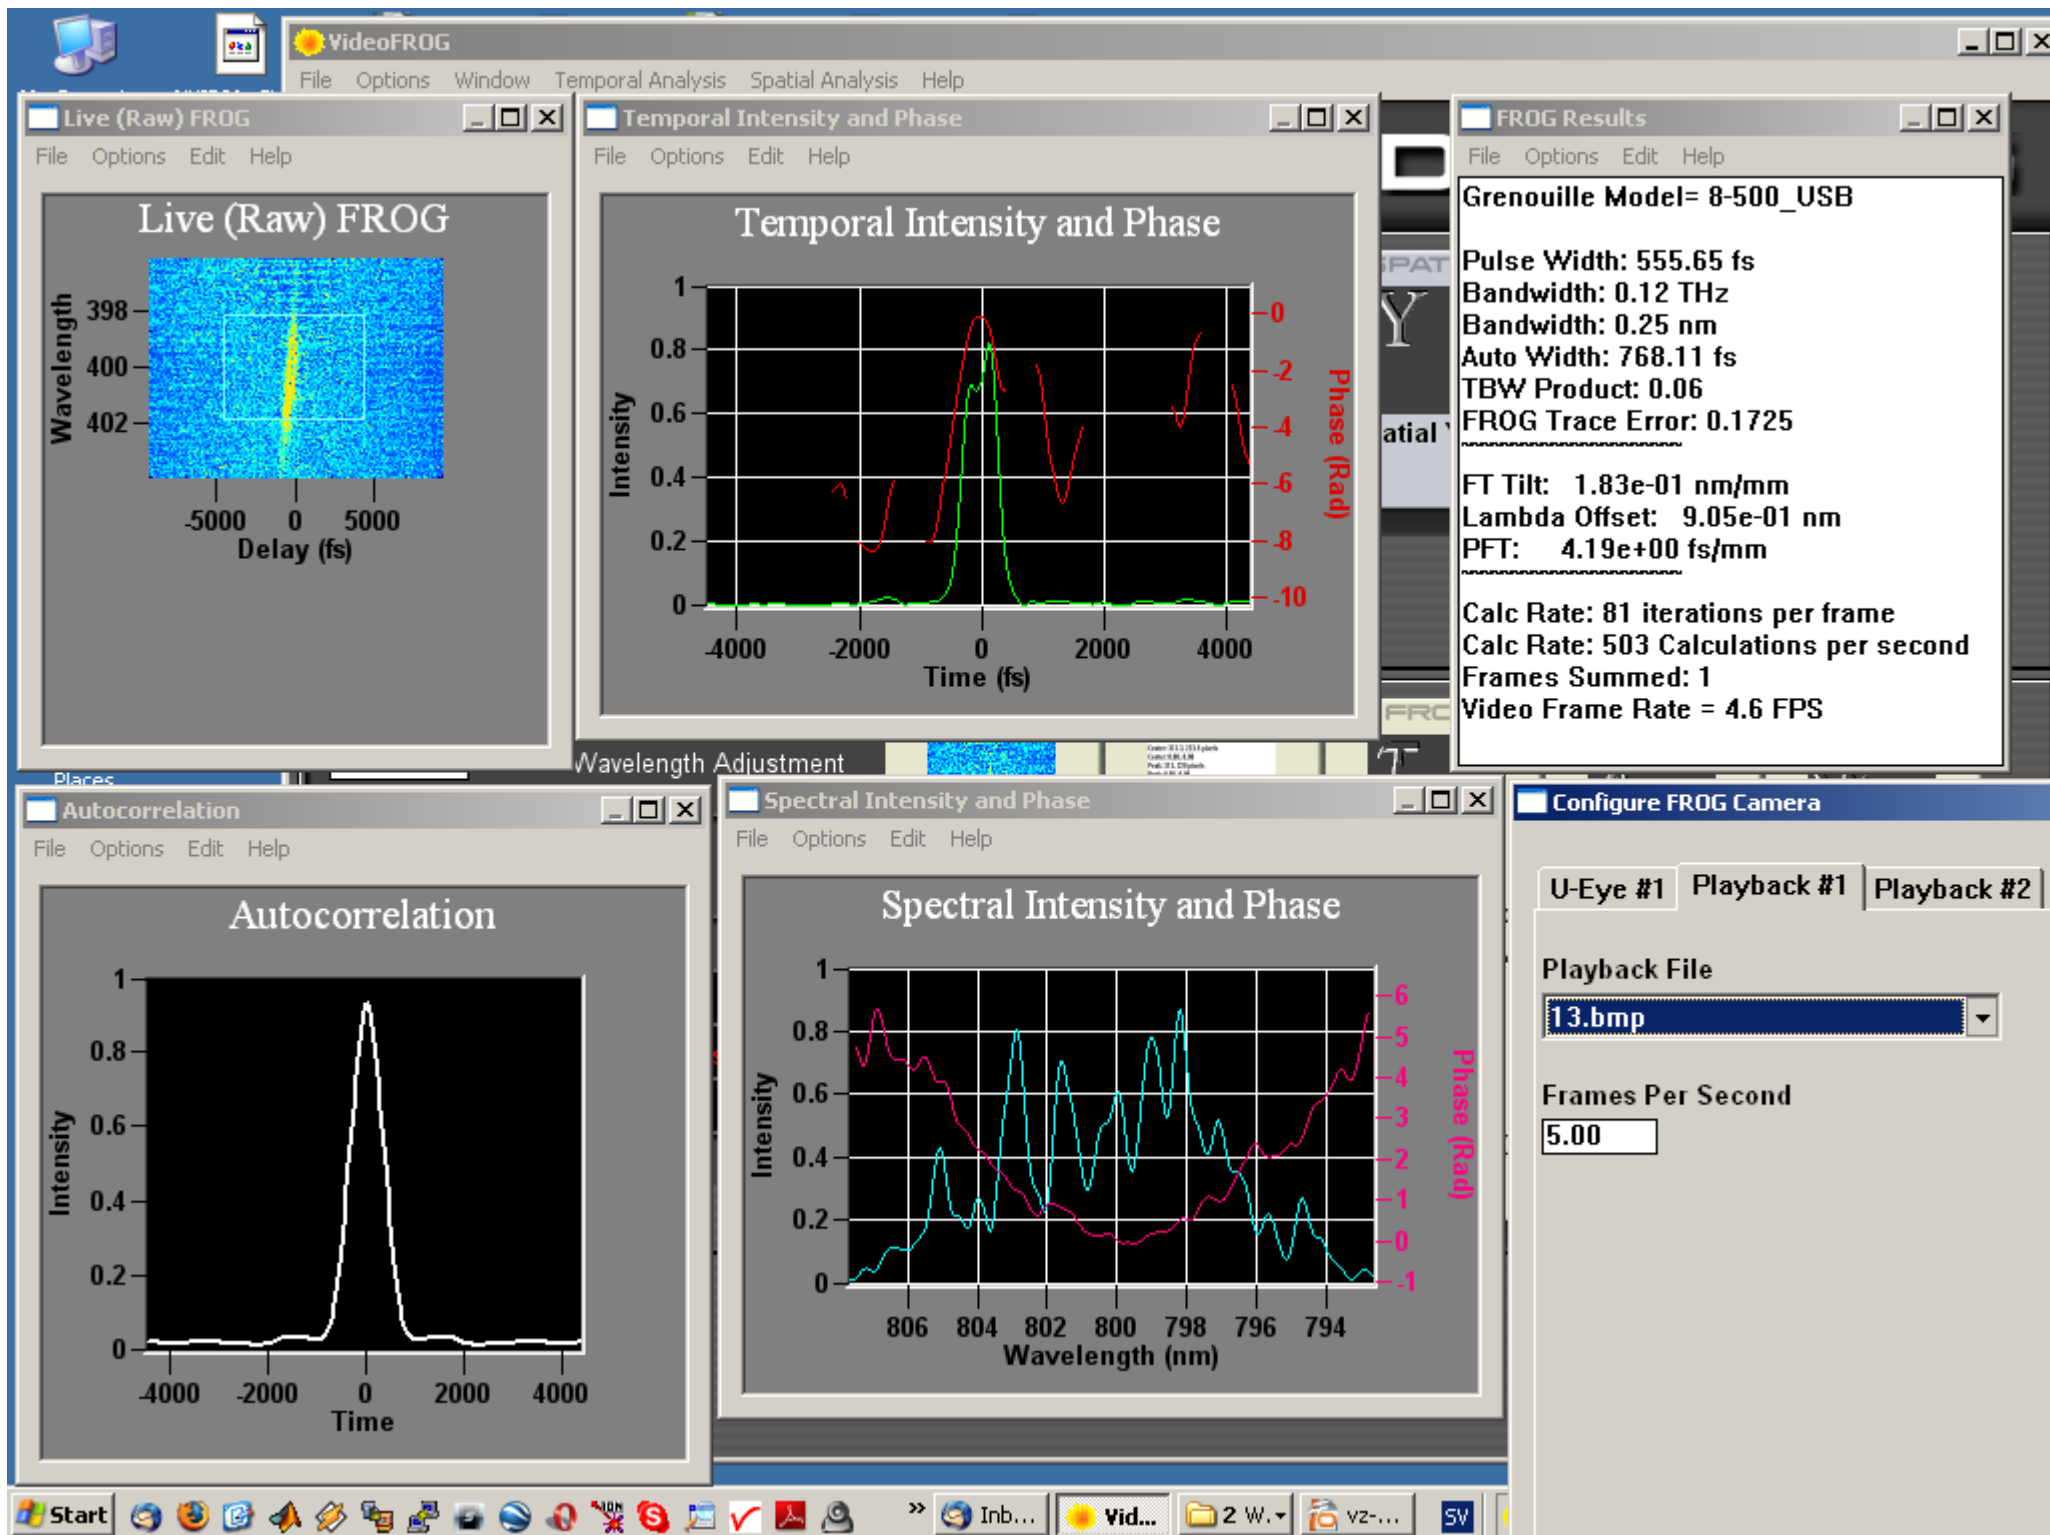 VideoFROG
File Options Window Temporal Analysis Spatial Analysis Help
Live (Raw) FROG
File Options Edit Help
Live (Raw) FROG
Wavelength
398
400
402
-5000 0 5000
Delay (fs)
Temporal Intensity and Phase
File Options Edit Help
Temporal Intensity and Phase
Intensity
1
0.8
0.6
0.4
0.2
0
0
-2
-4
-6
-8
-10
Phase (Rad)
-4000 -2000 0 2000 4000
Time (fs)
FROG Results
File Options Edit Help
Grenouille Model= 8-500_USB
Pulse Width: 555.65 fs
Bandwidth: 0.12 THz
Bandwidth: 0.25 nm
Auto Width: 768.11 fs
TBW Product: 0.06
FROG Trace Error: 0.1725
~~~~~~~~~~~~~~~~~~~~
FT Tilt: 1.83e-01 nm/mm
Lambda Offset: 9.05e-01 nm
PFT: 4.19e+00 fs/mm
~~~~~~~~~~~~~~~~~~~~
Calc Rate: 81 iterations per frame
Calc Rate: 503 Calculations per second
Frames Summed: 1
Video Frame Rate = 4.6 FPS
D
SPAT
Y
atial
FRO
Places
Wavelength Adjustment
Autocorrelation
File Options Edit Help
Autocorrelation
Intensity
1
0.8
0.6
0.4
0.2
0
-4000 -2000 0 2000 4000
Time
Spectral Intensity and Phase
File Options Edit Help
Spectral Intensity and Phase
Intensity
1
0.8
0.6
0.4
0.2
0
6
5
4
3
2
1
0
-1
Phase (Rad)
806 804 802 800 798 796 794
Wavelength (nm)
Configure FROG Camera
U-Eye #1 Playback #1 Playback #2
Playback File
13.bmp
Frames Per Second
5.00
Start » Inb... Vid... 2 W. vz-... SV